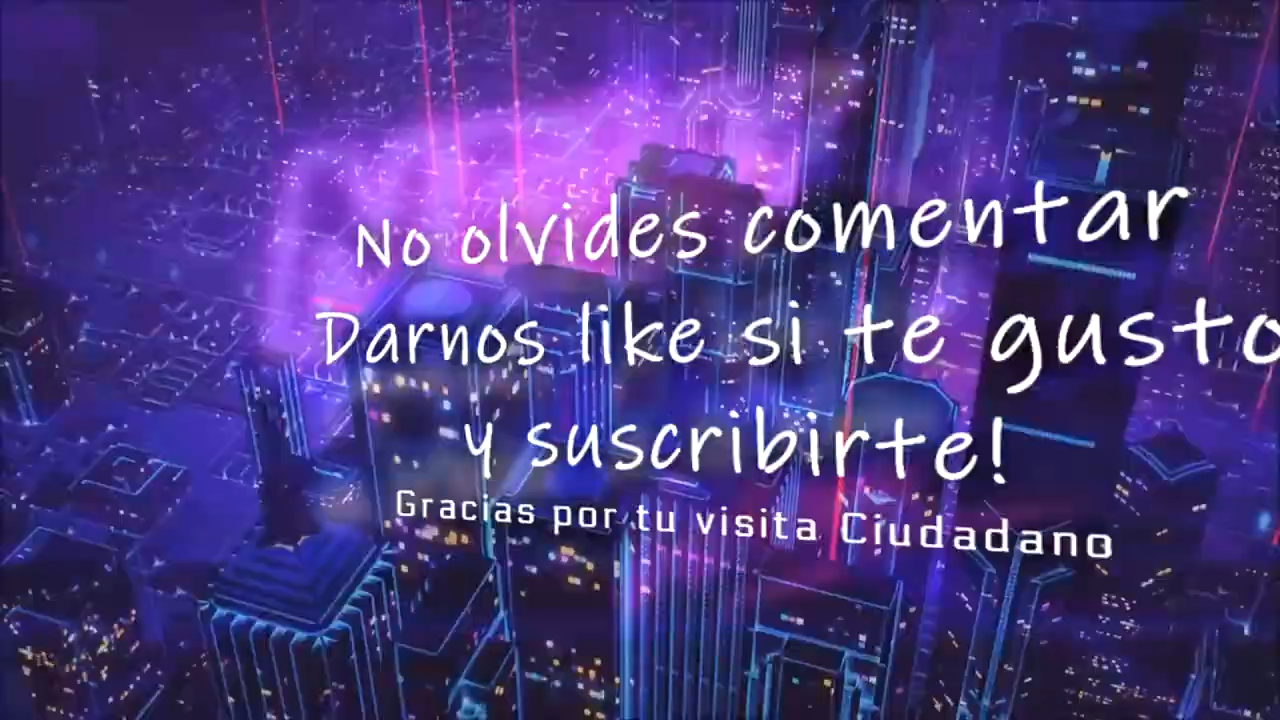 No olvides comentar
Darnos like si te gusto
y suscribirte!
Gracias por tu visita Ciudadano